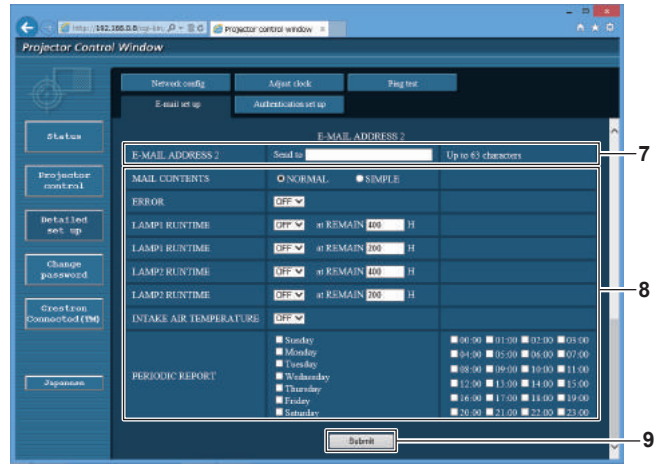 Projector control window
Projector Control Window
Network config Adjust clock Ping test
E-mail set up Authentication set up
Status
Projector control
Detailed set up
Change password
Crestron Connected(TM)
Japanese
E-MAIL ADDRESS 2
E-MAIL ADDRESS 2 Send to Up to 63 characters 7
MAIL CONTENTS NORMAL SIMPLE
ERROR OFF
LAMP1 RUNTIME OFF at REMAIN 400 H
LAMP1 RUNTIME OFF at REMAIN 200 H
LAMP2 RUNTIME OFF at REMAIN 400 H 8
LAMP2 RUNTIME OFF at REMAIN 200 H
INTAKE AIR TEMPERATURE OFF
PERIODIC REPORT
Sunday
Monday
Tuesday
Wednesday
Thursday
Friday
Saturday
00:00 01:00 02:00 03:00
04:00 05:00 06:00 07:00
08:00 09:00 10:00 11:00
12:00 13:00 14:00 15:00
16:00 17:00 18:00 19:00
20:00 21:00 22:00 23:00
Submit 9